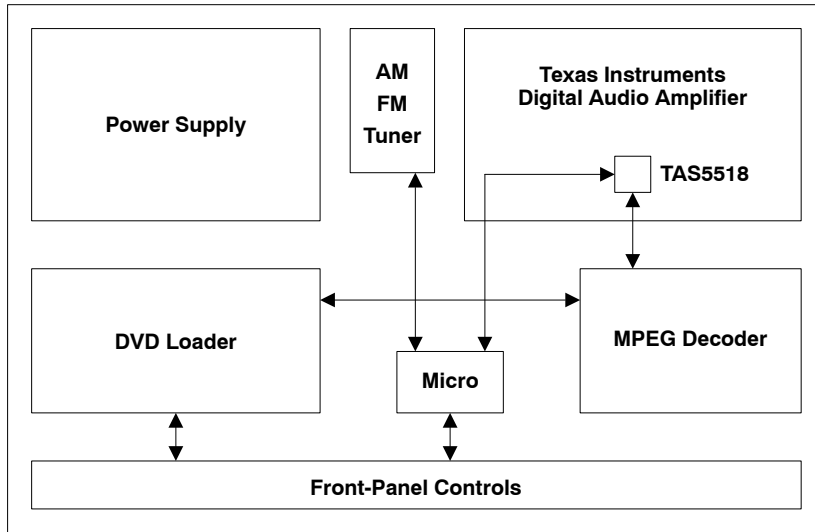 Power Supply
AM
FM
Tuner
Texas Instruments
Digital Audio Amplifier
TAS5518
DVD Loader
Micro
MPEG Decoder
Front-Panel Controls